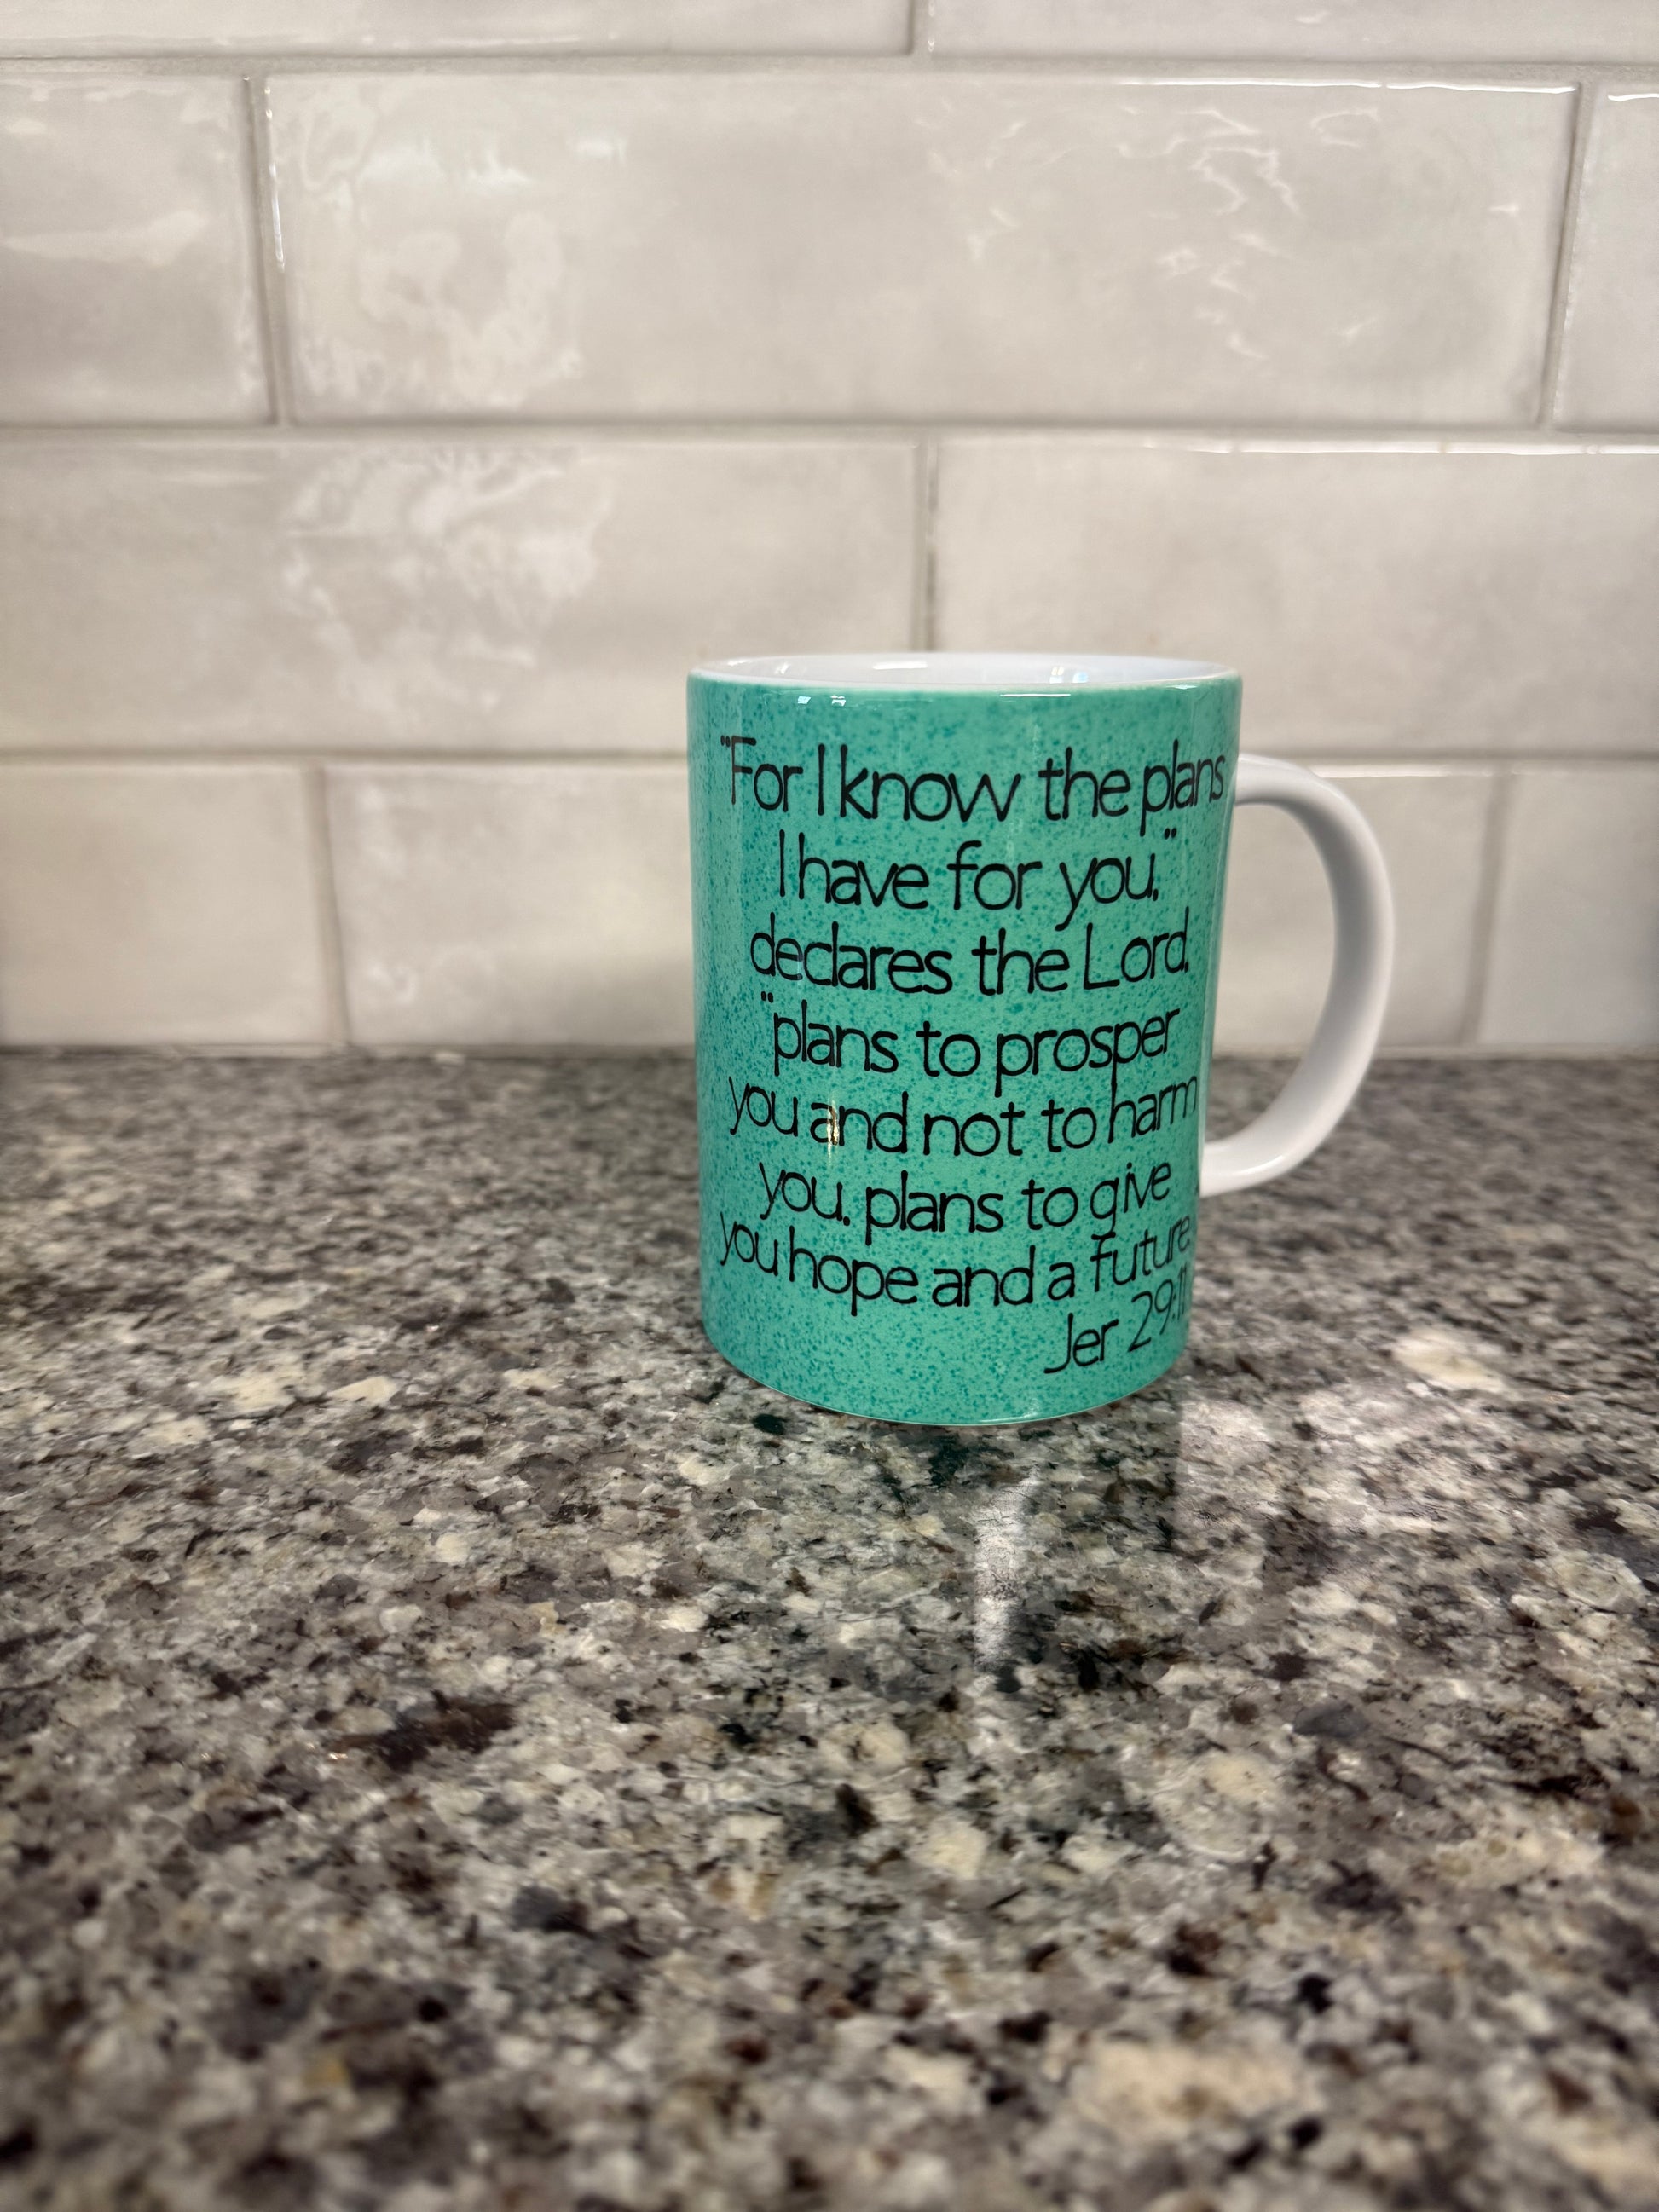 "For I know the plans
I have for you,"
declares the Lord,
"plans to prosper
you and not to harm
you. plans to give
you hope and a future.
Jer 29:11